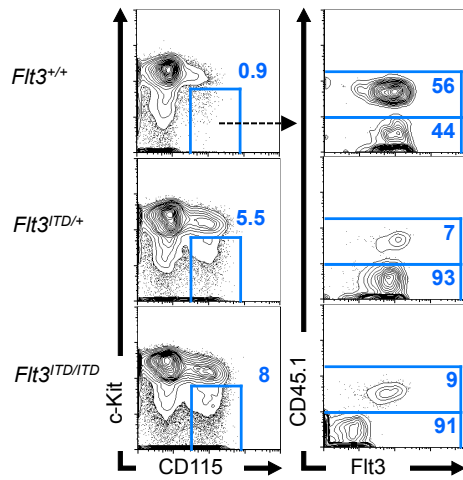 Flt3+/+
0.9
56
44
Flt3ITD/+
5.5
7
93
Flt3ITD/ITD
8
9
91
c-Kit
CD45.1
CD115
Flt3